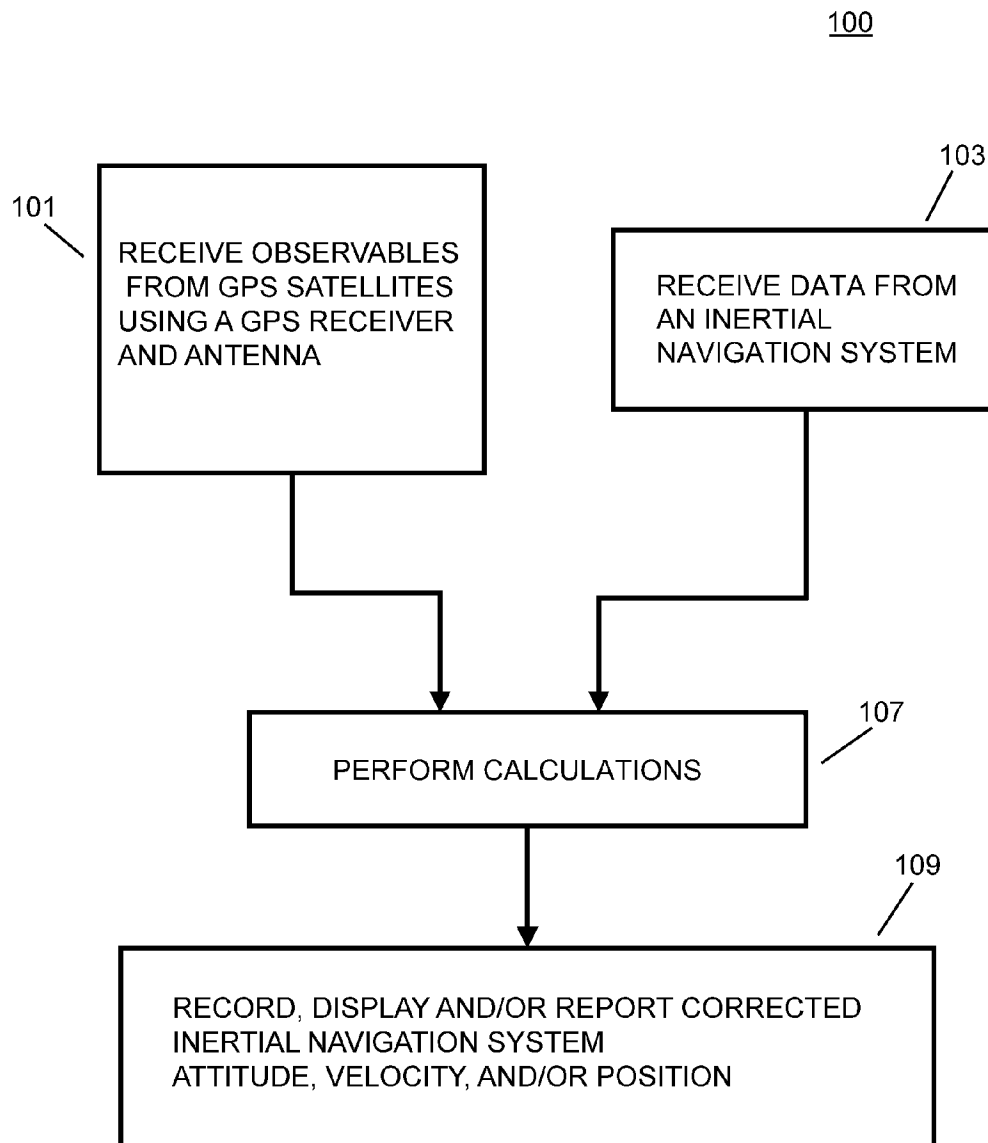 100
103
101
RECEIVE OBSERVABLES
FROM GPS SATELLITES
USING A GPS RECEIVER
AND ANTENNA
RECEIVE DATA FROM
AN INERTIAL
NAVIGATION SYSTEM
107
PERFORM CALCULATIONS
109
RECORD, DISPLAY AND/OR REPORT CORRECTED
INERTIAL NAVIGATION SYSTEM
ATTITUDE, VELOCITY, AND/OR POSITION